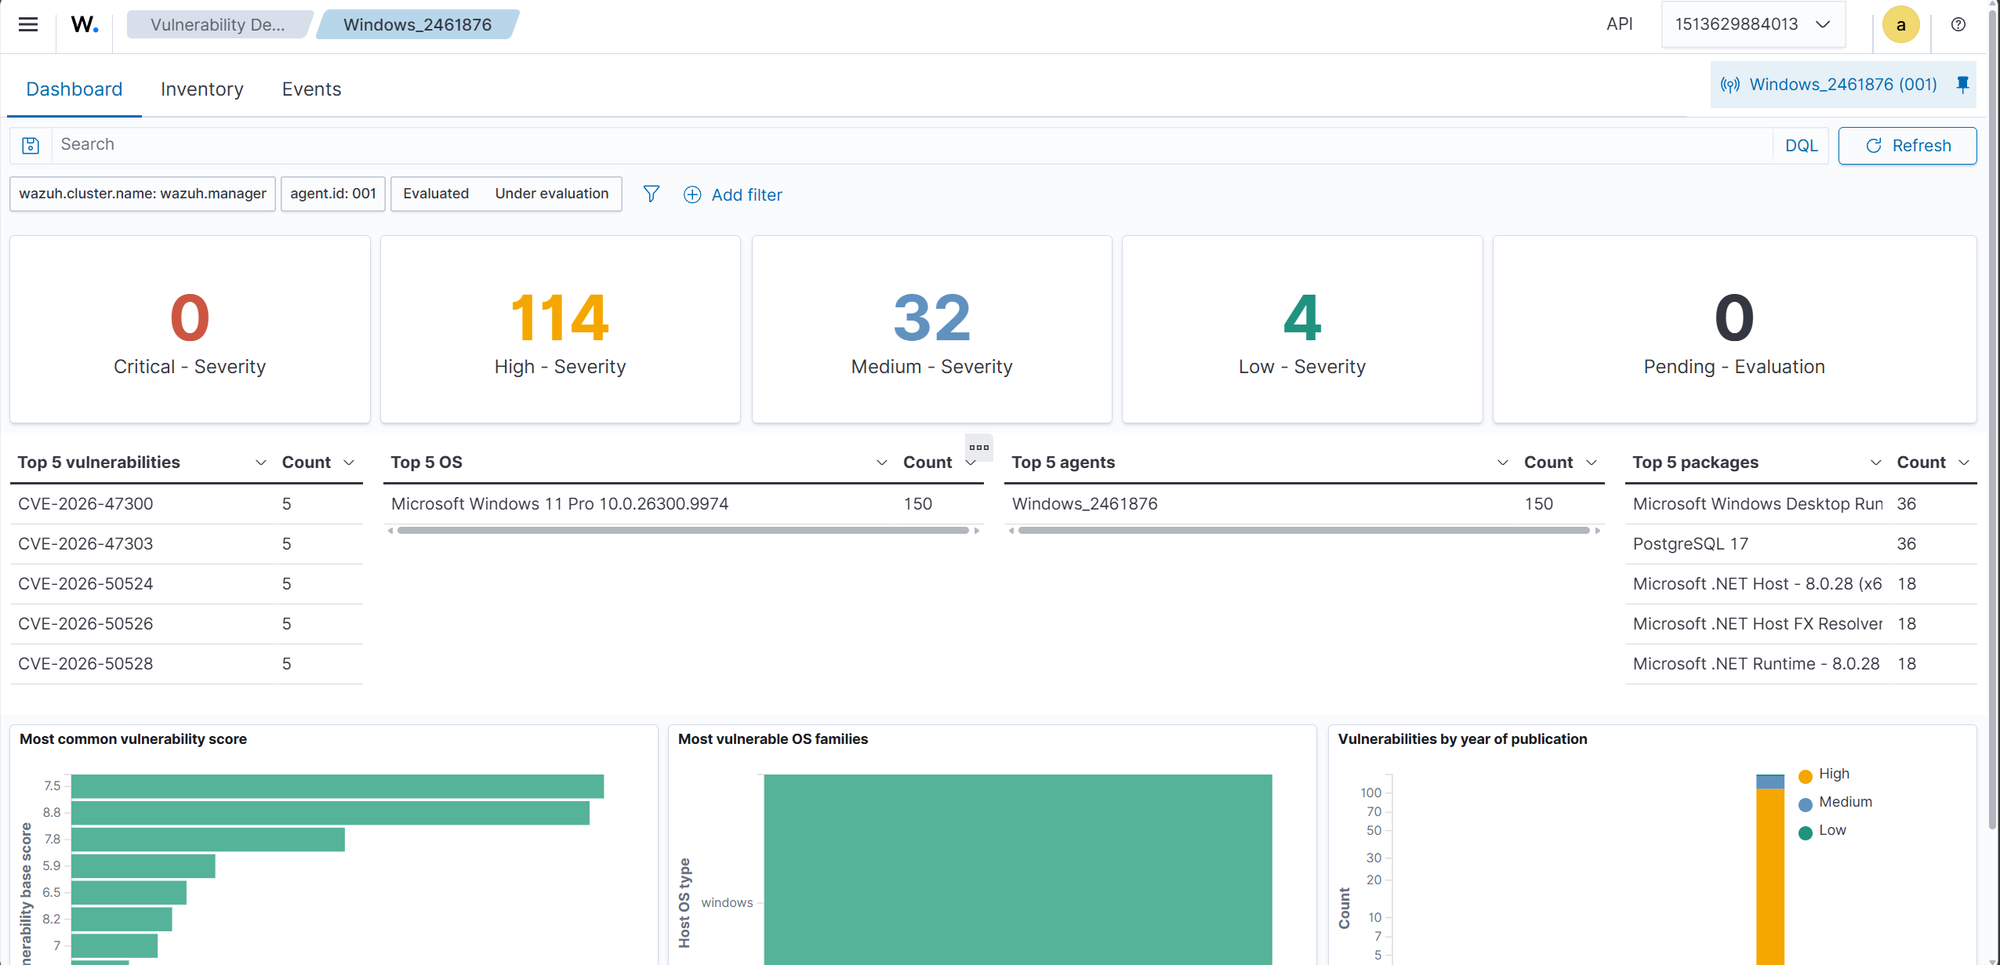 W.
Vulnerability De...
Windows_2461876
API
1513629884013
a
Dashboard
Inventory
Events
Windows_2461876 (001)
Search
DQL
Refresh
wazuh.cluster.name: wazuh.manager
agent.id: 001
Evaluated
Under evaluation
Add filter
0
Critical - Severity
114
High - Severity
32
Medium - Severity
4
Low - Severity
0
Pending - Evaluation
Top 5 vulnerabilities Count
CVE-2026-47300 5
CVE-2026-47303 5
CVE-2026-50524 5
CVE-2026-50526 5
CVE-2026-50528 5
Top 5 OS Count
Microsoft Windows 11 Pro 10.0.26300.9974 150
Top 5 agents Count
Windows_2461876 150
Top 5 packages Count
Microsoft Windows Desktop Run 36
PostgreSQL 17 36
Microsoft .NET Host - 8.0.28 (x6 18
Microsoft .NET Host FX Resolver 18
Microsoft .NET Runtime - 8.0.28 18
Most common vulnerability score
nerability base score
7.5
8.8
7.8
5.9
6.5
8.2
7
Most vulnerable OS families
Host OS type
windows
Vulnerabilities by year of publication
Count
100
70
50
30
20
10
7
5
High
Medium
Low